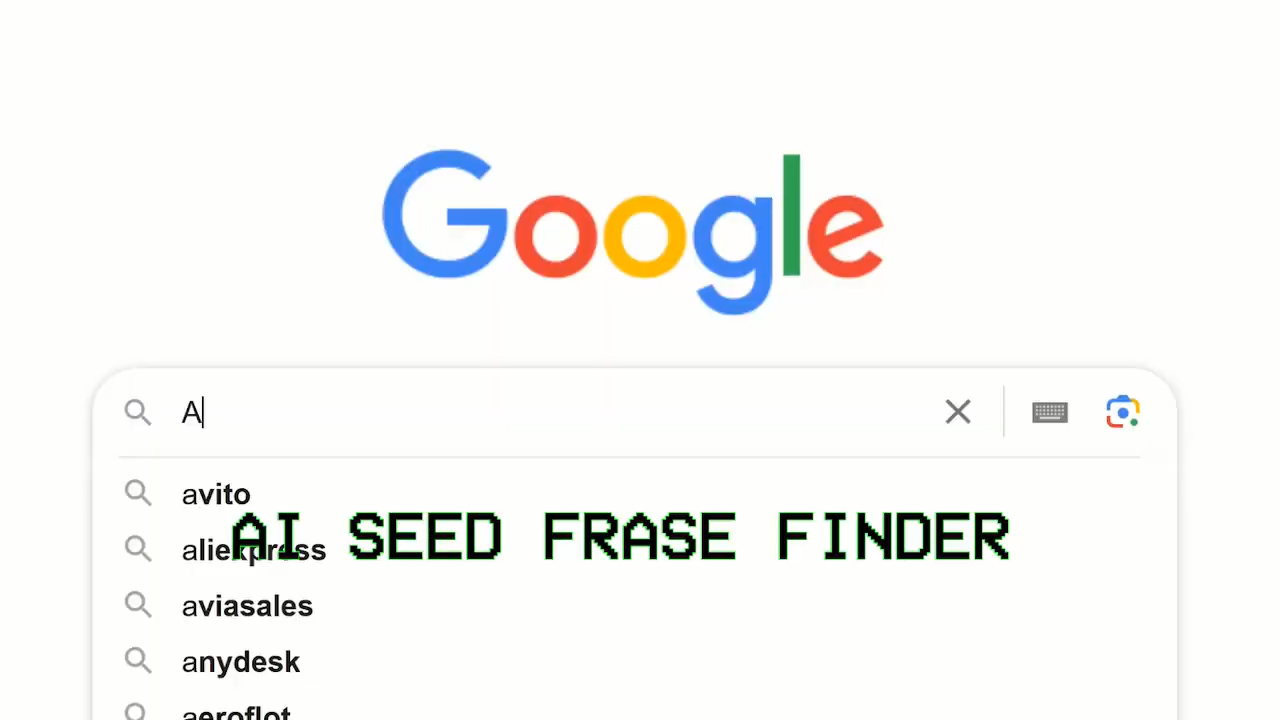 Google
A
avito
AI SEED FRASE FINDER
aliexpress
aviasales
anydesk
aeroflot